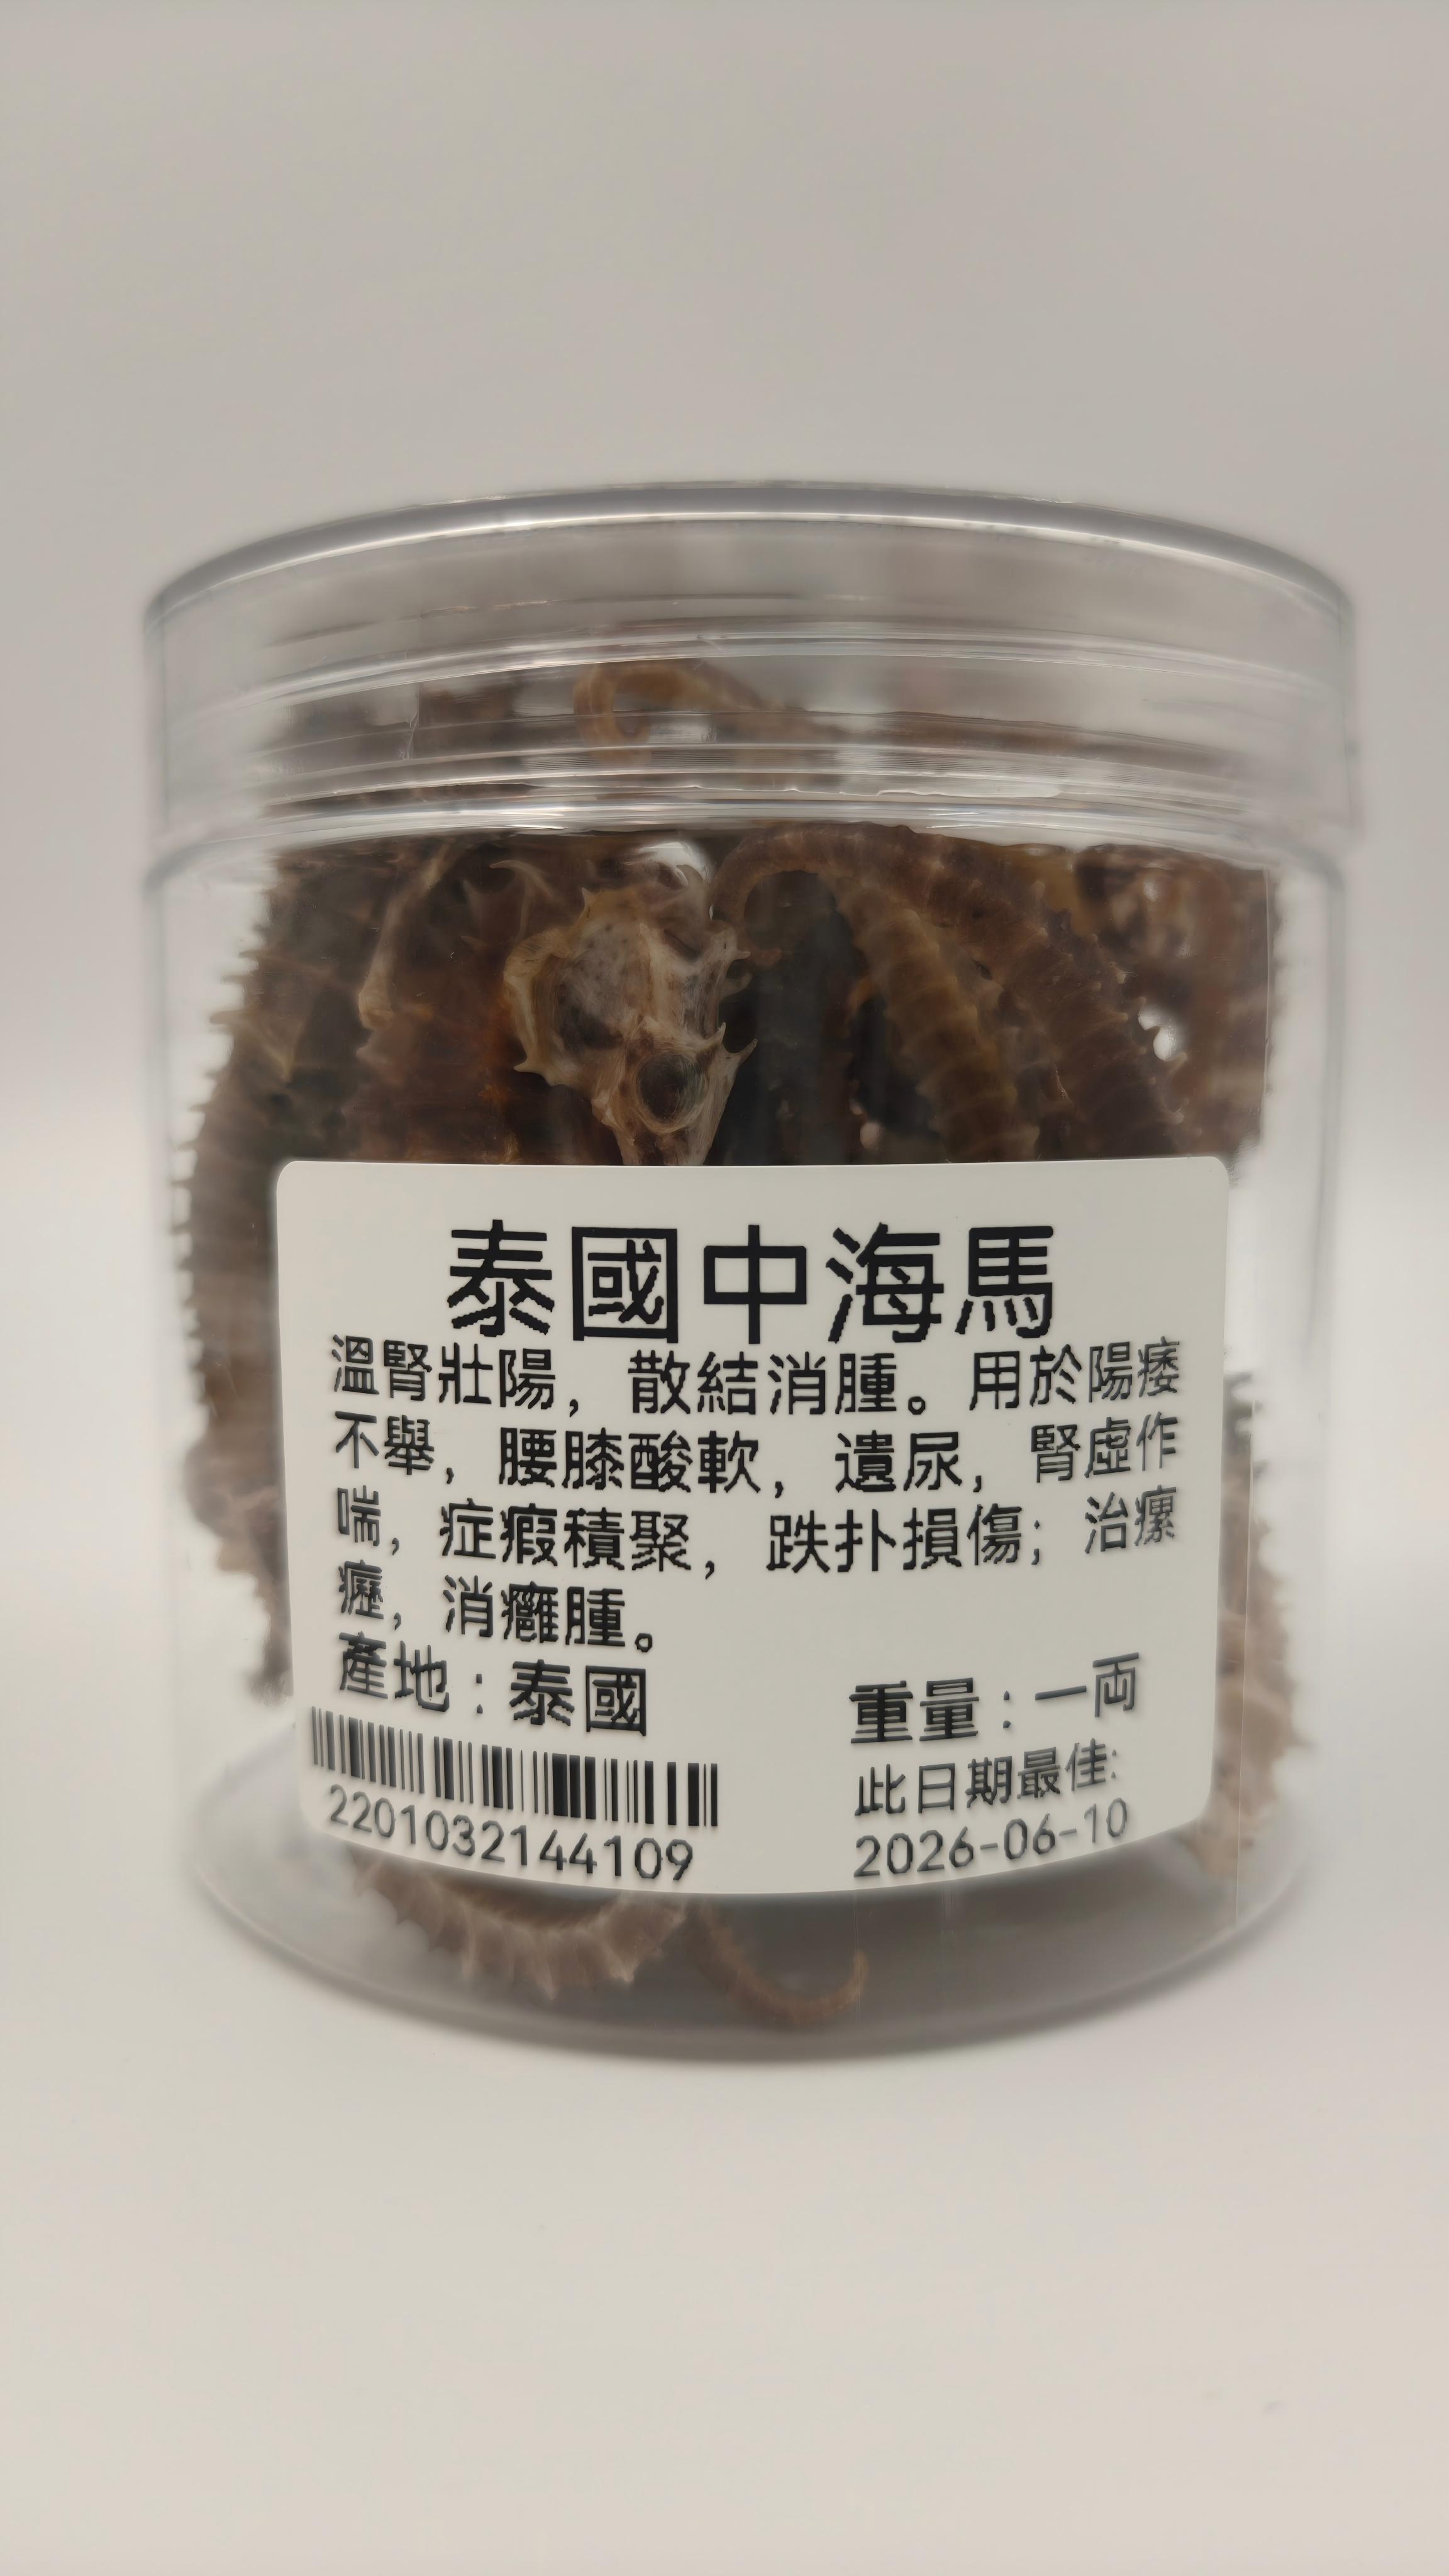 泰國中海馬
溫腎壯陽，散結消腫。用於陽痿
不舉，腰膝酸軟，遺尿，腎虛作
喘，症瘕積聚，跌扑損傷；治瘰
癧，消癰腫。
產地：泰國
重量：一両
此日期最佳:
2201032144109
2026-06-10